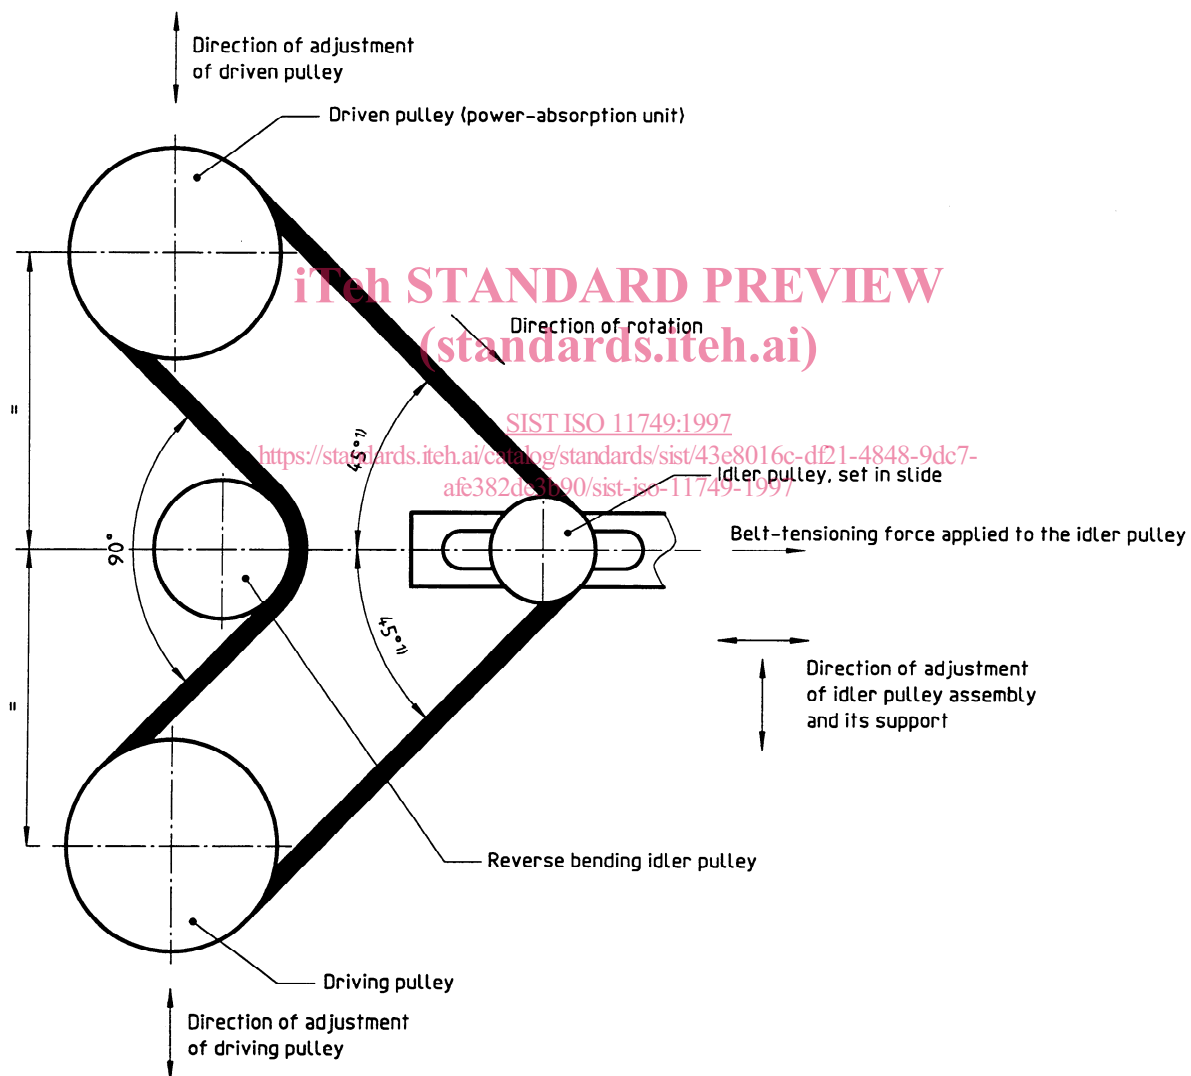 Direction of adjustment
of driven pulley
Driven pulley (power-absorption unit)
iTeh STANDARD PREVIEW
Direction of rotation
(standards.iteh.ai)
=
SIST ISO 11749:1997
45° 1)
https://standards.iteh.ai/catalog/standards/sist/43e8016c-df21-4848-9dc7-
Idler pulley, set in slide
afe382dc3b90/sist-iso-11749-1997
Belt-tensioning force applied to the idler pulley
90°
45° 1)
Direction of adjustment
of idler pulley assembly
and its support
=
Reverse bending idler pulley
Driving pulley
Direction of adjustment
of driving pulley